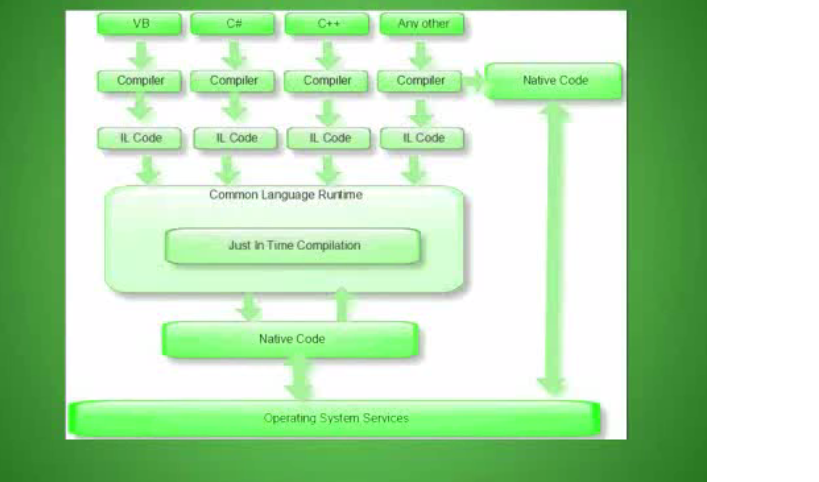 VB
C#
C++
Any other
Compiler
Compiler
Compiler
Compiler
Native Code
IL Code
IL Code
IL Code
IL Code
Common Language Runtime
Just In Time Compilation
Native Code
Operating System Services